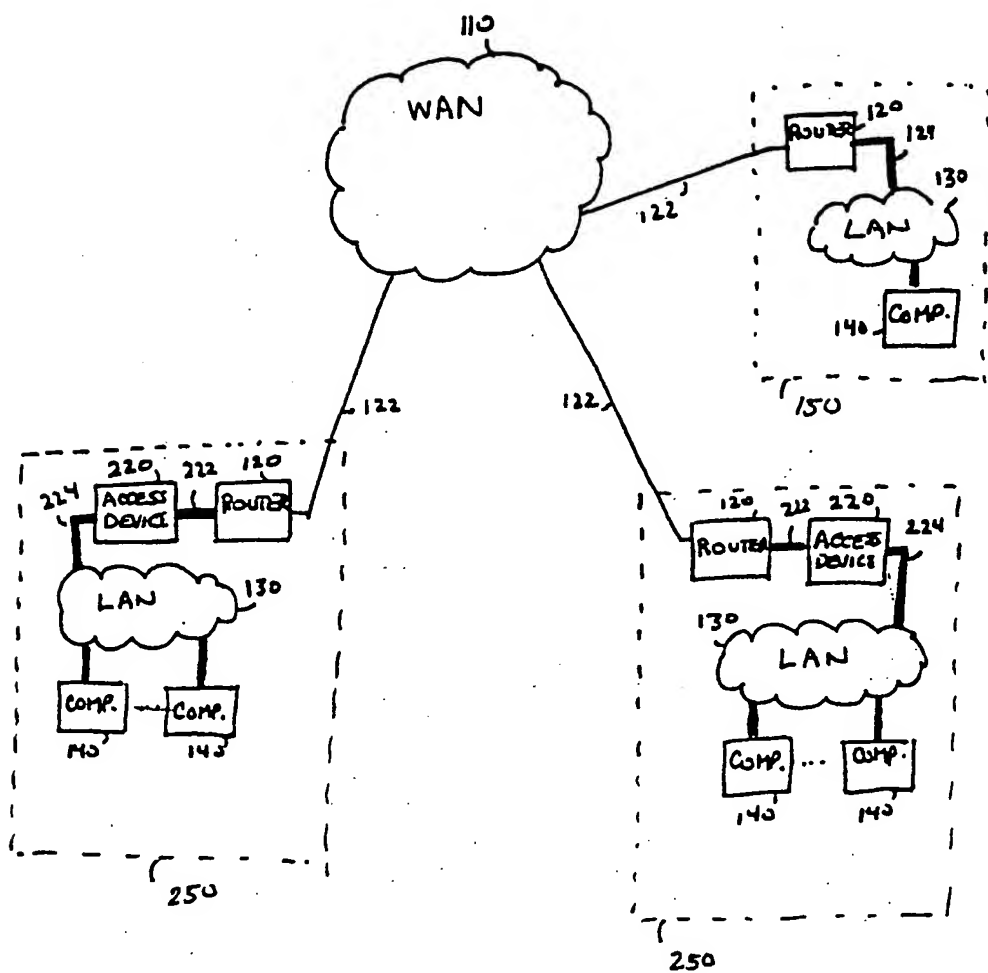 110
WAN
ROUTER
120
124
122
130
LAN
COMP.
140
150
122
122
220
222
120
224
ACCESS
DEVICE
ROUTER
LAN
130
COMP.
COMP.
140
140
250
120
222
220
224
ROUTER
ACCESS
DEVICE
130
LAN
COMP.
...
COMP.
140
140
250